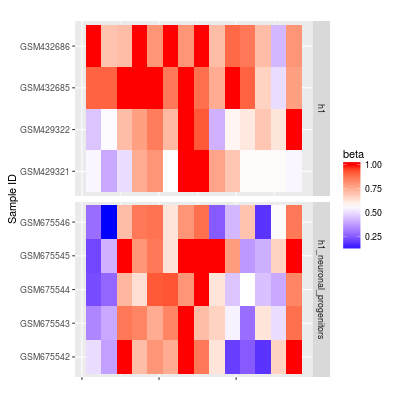 Sample ID
GSM432686
GSM432685
GSM429322
GSM429321
h1
GSM675546
GSM675545
GSM675544
GSM675543
GSM675542
h1_neuronal_progenitors
beta
1.00
0.75
0.50
0.25